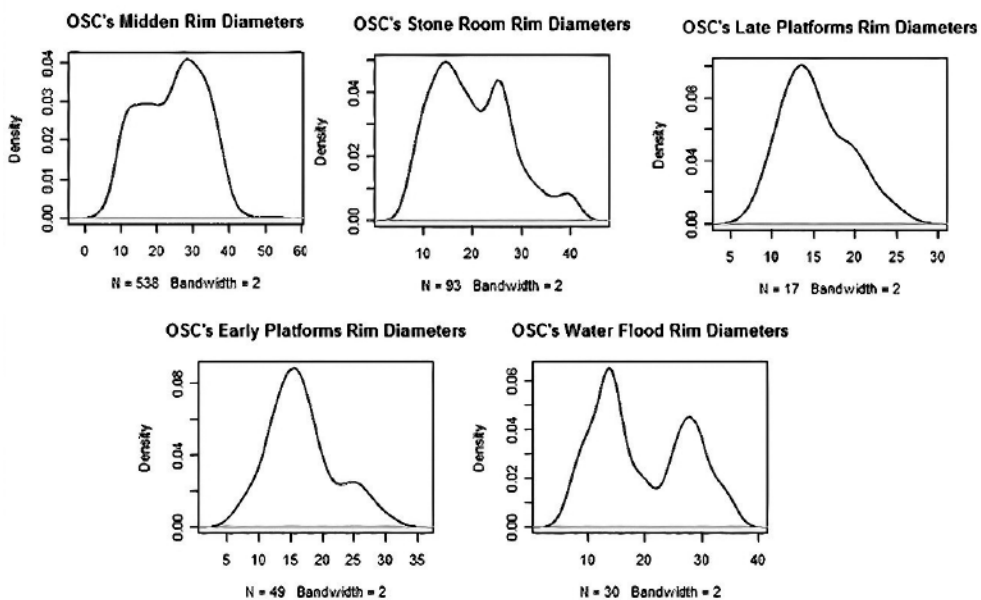 OSC's Midden Rim Diameters
Density
0.00 0.01 0.02 0.03 0.04
0 10 20 30 40 50 60
N = 538 Bandwidth = 2
OSC's Stone Room Rim Diameters
Density
0.00 0.02 0.04
10 20 30 40
N = 93 Bandwidth = 2
OSC's Late Platforms Rim Diameters
Density
0.00 0.04 0.08
5 10 15 20 25 30
N = 17 Bandwidth = 2
OSC's Early Platforms Rim Diameters
Density
0.00 0.04 0.08
5 10 15 20 25 30 35
N = 49 Bandwidth = 2
OSC's Water Flood Rim Diameters
Density
0.00 0.02 0.04 0.06
10 20 30 40
N = 30 Bandwidth = 2